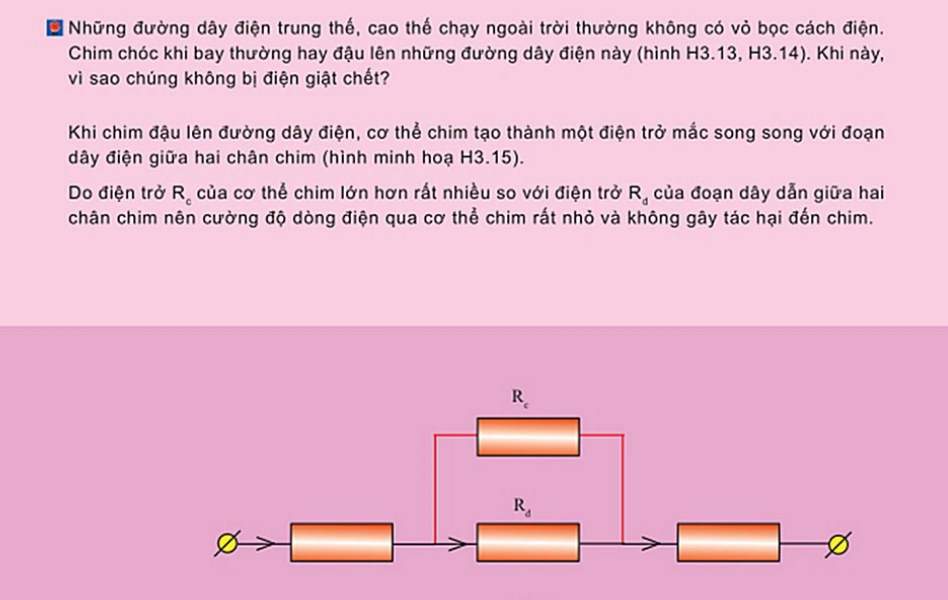 Những đường dây điện trung thế, cao thế chạy ngoài trời thường không có vỏ bọc cách điện.
Chim chóc khi bay thường hay đậu lên những đường dây điện này (hình H3.13, H3.14). Khi này,
vì sao chúng không bị điện giật chết?
Khi chim đậu lên đường dây điện, cơ thể chim tạo thành một điện trở mắc song song với đoạn
dây điện giữa hai chân chim (hình minh hoạ H3.15).
Do điện trở Rc của cơ thể chim lớn hơn rất nhiều so với điện trở Rđ của đoạn dây dẫn giữa hai
chân chim nên cường độ dòng điện qua cơ thể chim rất nhỏ và không gây tác hại đến chim.
Rc
Rđ